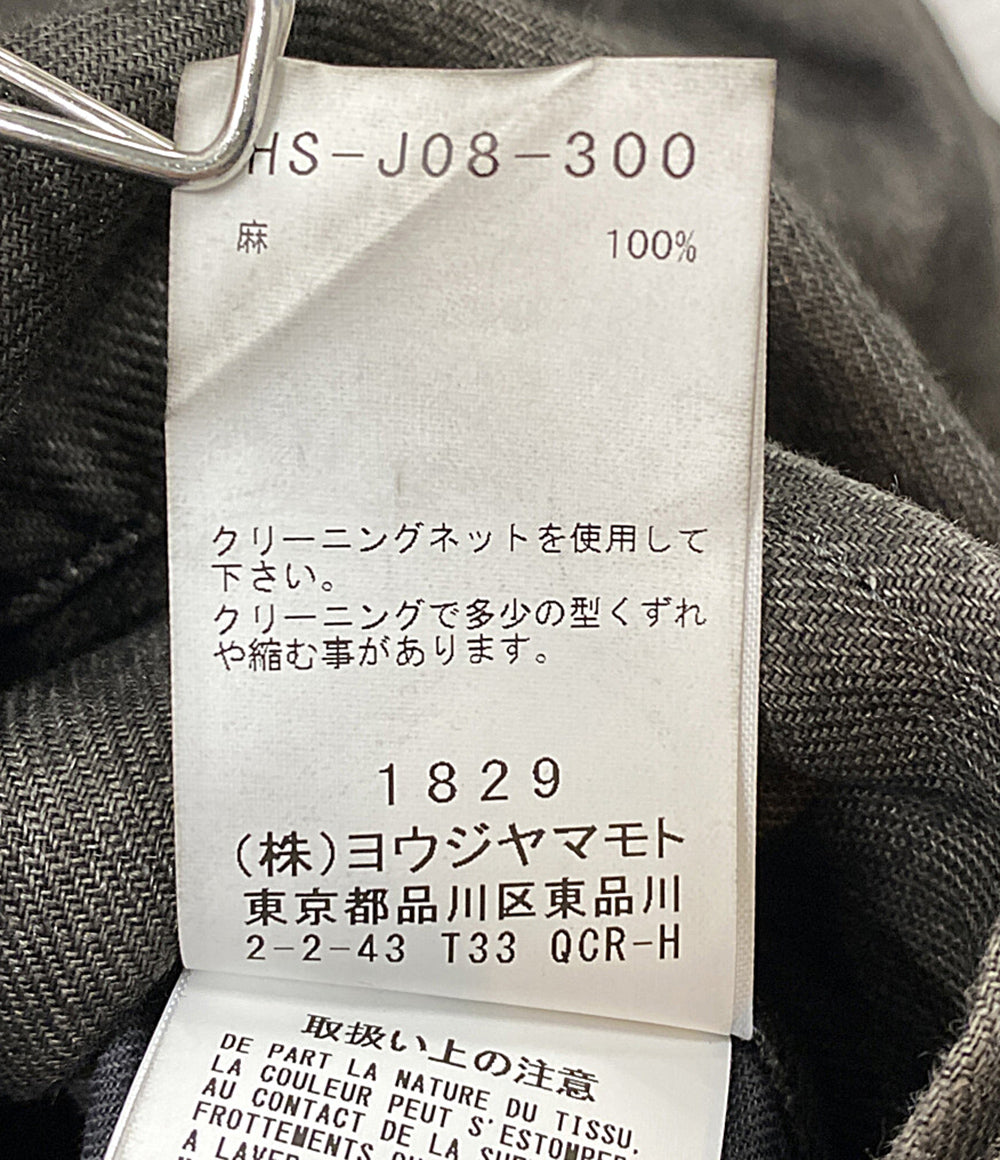 HS-J08-300
麻 100%
クリーニングネットを使用して
下さい。
クリーニングで多少の型くずれ
や縮む事があります。
1829
(株)ヨウジヤマモト
東京都品川区東品川
2-2-43 T33 QCR-H
取扱い上の注意
DE PART LA NATURE DU TISSU,
LA COULEUR PEUT S'ESTOMPER,
AU CONTACT DE LA
FROTTEMENTS
A LAVER